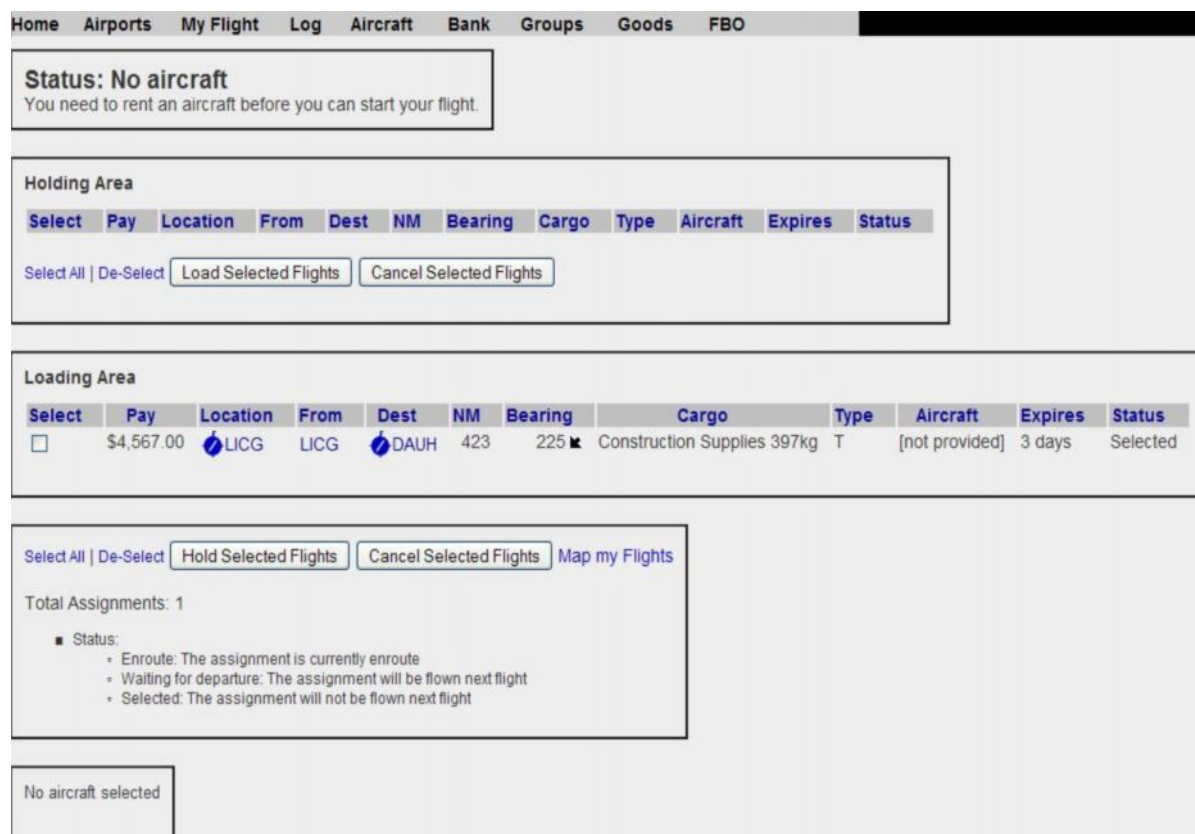 Home Airports My Flight Log Aircraft Bank Groups Goods FBO
Status: No aircraft
You need to rent an aircraft before you can start your flight.
Holding Area
Select Pay Location From Dest NM Bearing Cargo Type Aircraft Expires Status
Select All | De-Select Load Selected Flights Cancel Selected Flights
Loading Area
Select Pay Location From Dest NM Bearing Cargo Type Aircraft Expires Status
$4,567.00 LICG LICG DAUH 423 225 Construction Supplies 397kg T [not provided] 3 days Selected
Select All | De-Select Hold Selected Flights Cancel Selected Flights Map my Flights
Total Assignments: 1
Status:
Enroute: The assignment is currently enroute
Waiting for departure: The assignment will be flown next flight
Selected: The assignment will not be flown next flight
No aircraft selected